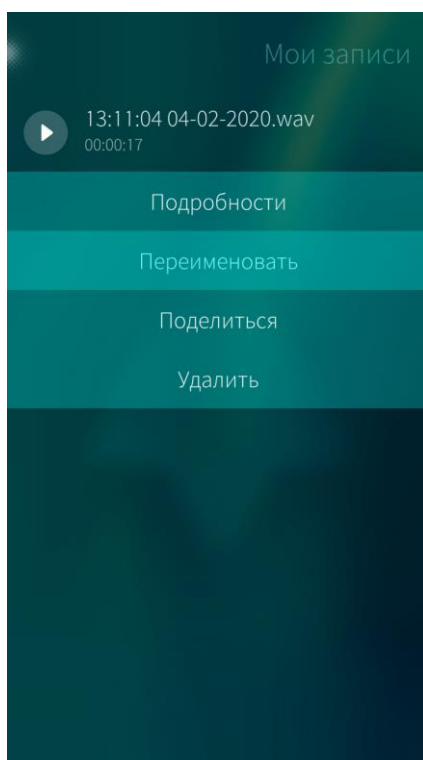 Мои записи
13:11:04 04-02-2020.wav
00:00:17
Подробности
Переименовать
Поделиться
Удалить